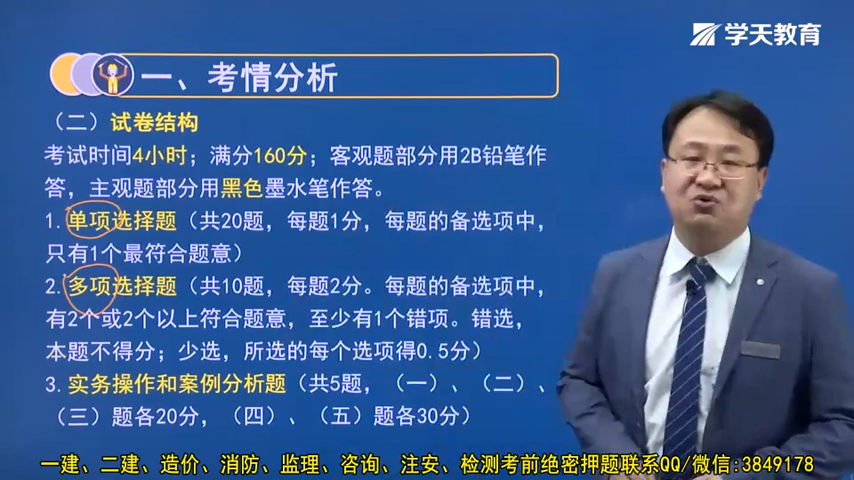 学天教育
一、考情分析
（二）试卷结构
考试时间4小时；满分160分；客观题部分用2B铅笔作
答，主观题部分用黑色墨水笔作答。
1.单项选择题（共20题，每题1分，每题的备选项中，
只有1个最符合题意）
2.多项选择题（共10题，每题2分。每题的备选项中，
有2个或2个以上符合题意，至少有1个错项。错选，
本题不得分；少选，所选的每个选项得0.5分）
3.实务操作和案例分析题（共5题，（一）、（二）、
（三）题各20分，（四）、（五）题各30分）
一建、二建、造价、消防、监理、咨询、注安、检测考前绝密押题联系QQ/微信:3849178